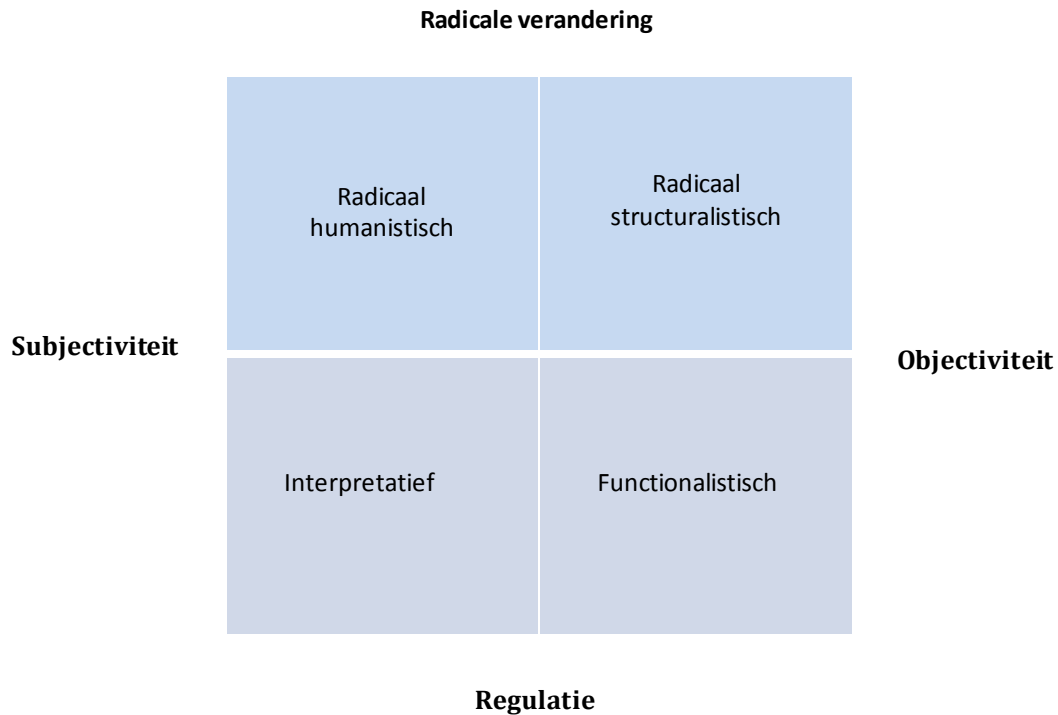 Radicale verandering
Radicaal
humanistisch
Radicaal
structuralistisch
Subjectiviteit
Objectiviteit
Interpretatief
Functionalistisch
Regulatie